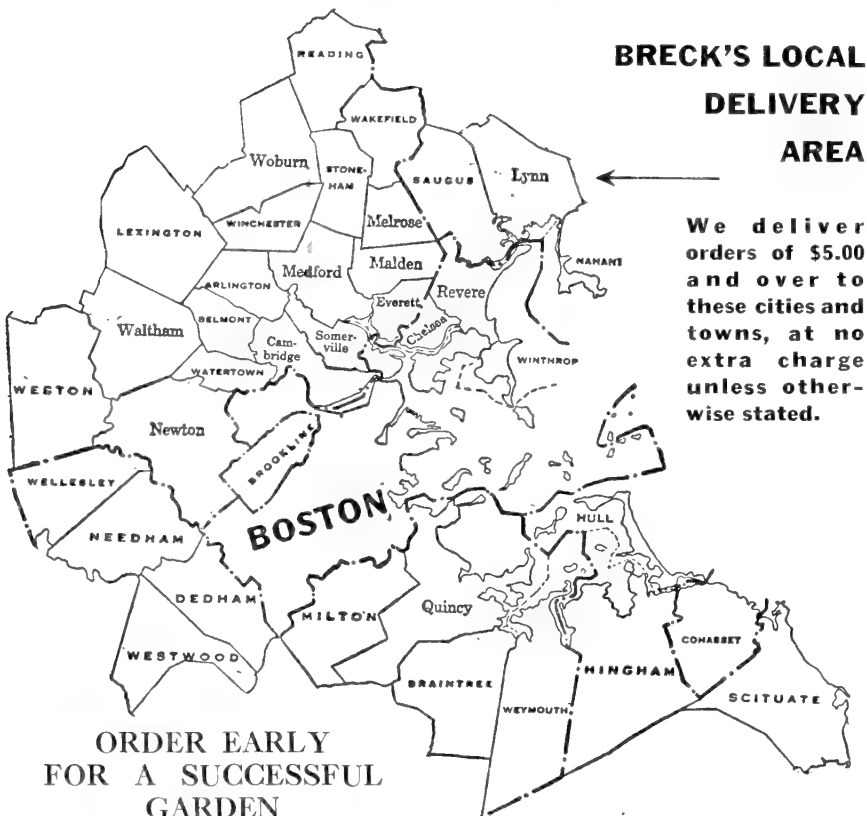 BRECK'S LOCAL
DELIVERY
AREA
We deliver
orders of $5.00
and over to
these cities and
towns, at no
extra charge
unless other-
wise stated.
READING
WAKEFIELD
Woburn
STONE-
HAM
SAUGUS
Lynn
WINCHESTER
Melrose
LEXINGTON
NAHANT
Medford
Malden
ARLINGTON
Everett
Revere
Waltham
BELMONT
Cam-
bridge
Somer-
ville
Chelsea
WINTHROP
WATERTOWN
WESTON
Newton
BROOKLINE
WELLESLEY
BOSTON
NEEDHAM
HULL
DEDHAM
MILTON
Quincy
WESTWOOD
BRAINTREE
WEYMOUTH
HINGHAM
COHASSET
SCITUATE
ORDER EARLY
FOR A SUCCESSFUL
GARDEN